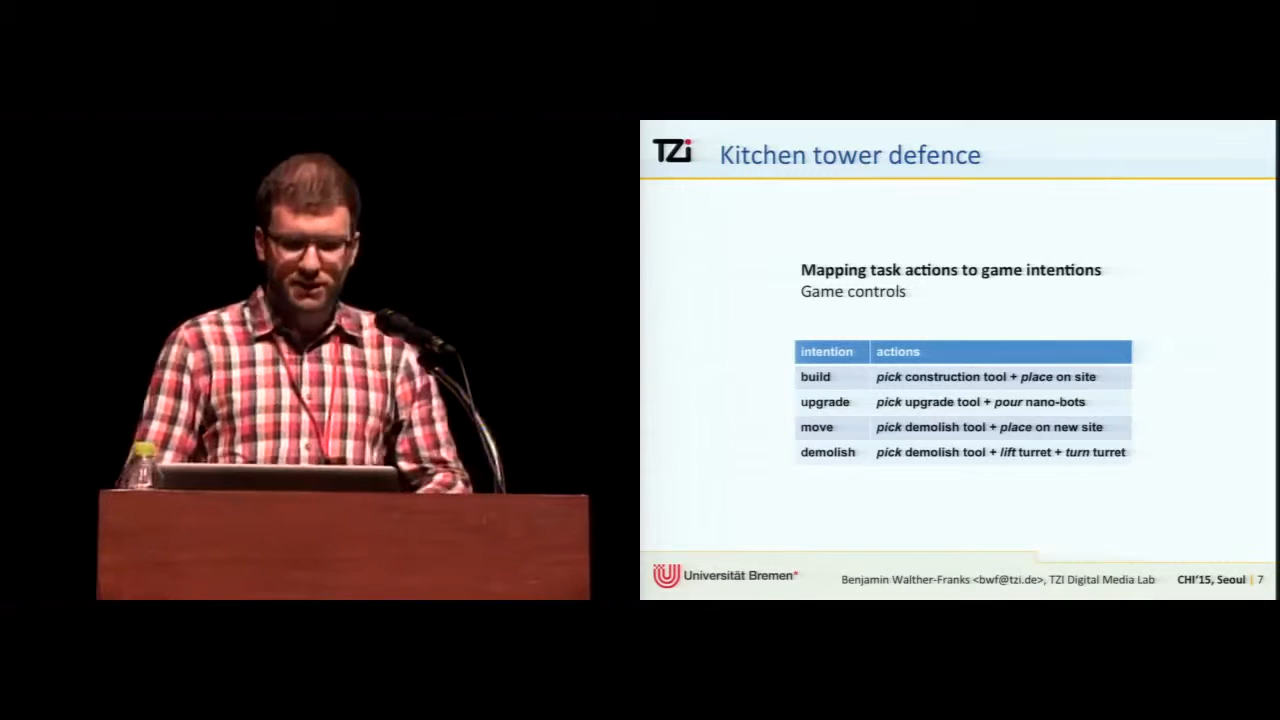 TZi
Kitchen tower defence
Mapping task actions to game intentions
Game controls
intention actions
build pick construction tool + place on site
upgrade pick upgrade tool + pour nano-bots
move pick demolish tool + place on new site
demolish pick demolish tool + lift turret + turn turret
Universität Bremen*
Benjamin Walther-Franks <bwf@tzi.de>, TZI Digital Media Lab CHI'15, Seoul | 7